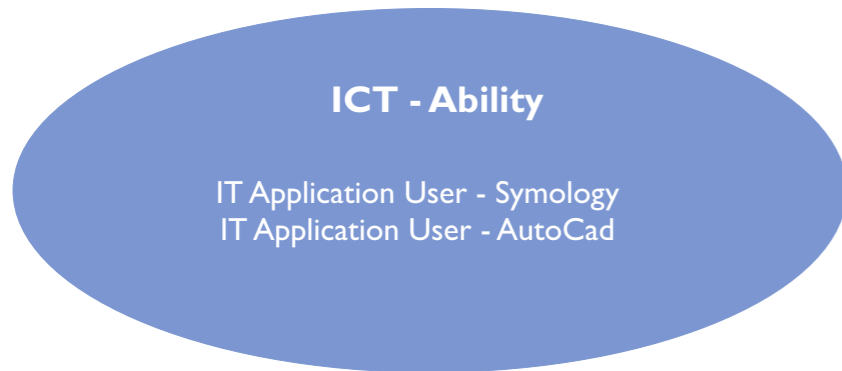 ICT - Ability
IT Application User - Symology
IT Application User - AutoCad